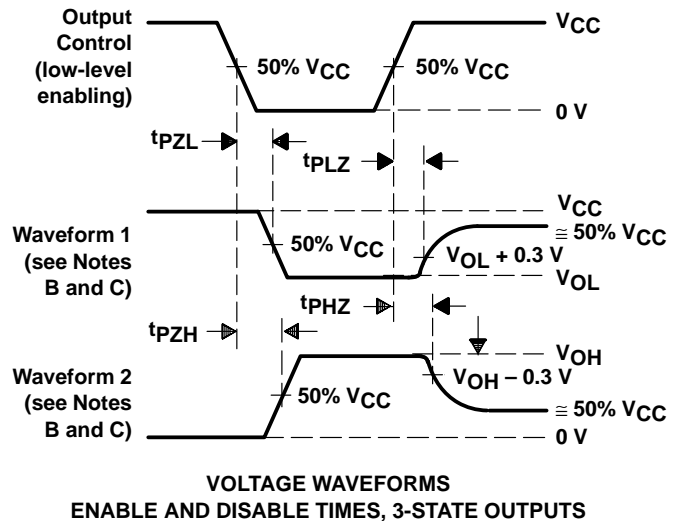 Output
Control
(low-level
enabling)
50% VCC
50% VCC
VCC
0 V
tPZL
tPLZ
Waveform 1
(see Notes
B and C)
50% VCC
VCC
≅ 50% VCC
VOL + 0.3 V
VOL
tPHZ
tPZH
Waveform 2
(see Notes
B and C)
50% VCC
VOH
VOH – 0.3 V
≅ 50% VCC
0 V
VOLTAGE WAVEFORMS
ENABLE AND DISABLE TIMES, 3-STATE OUTPUTS